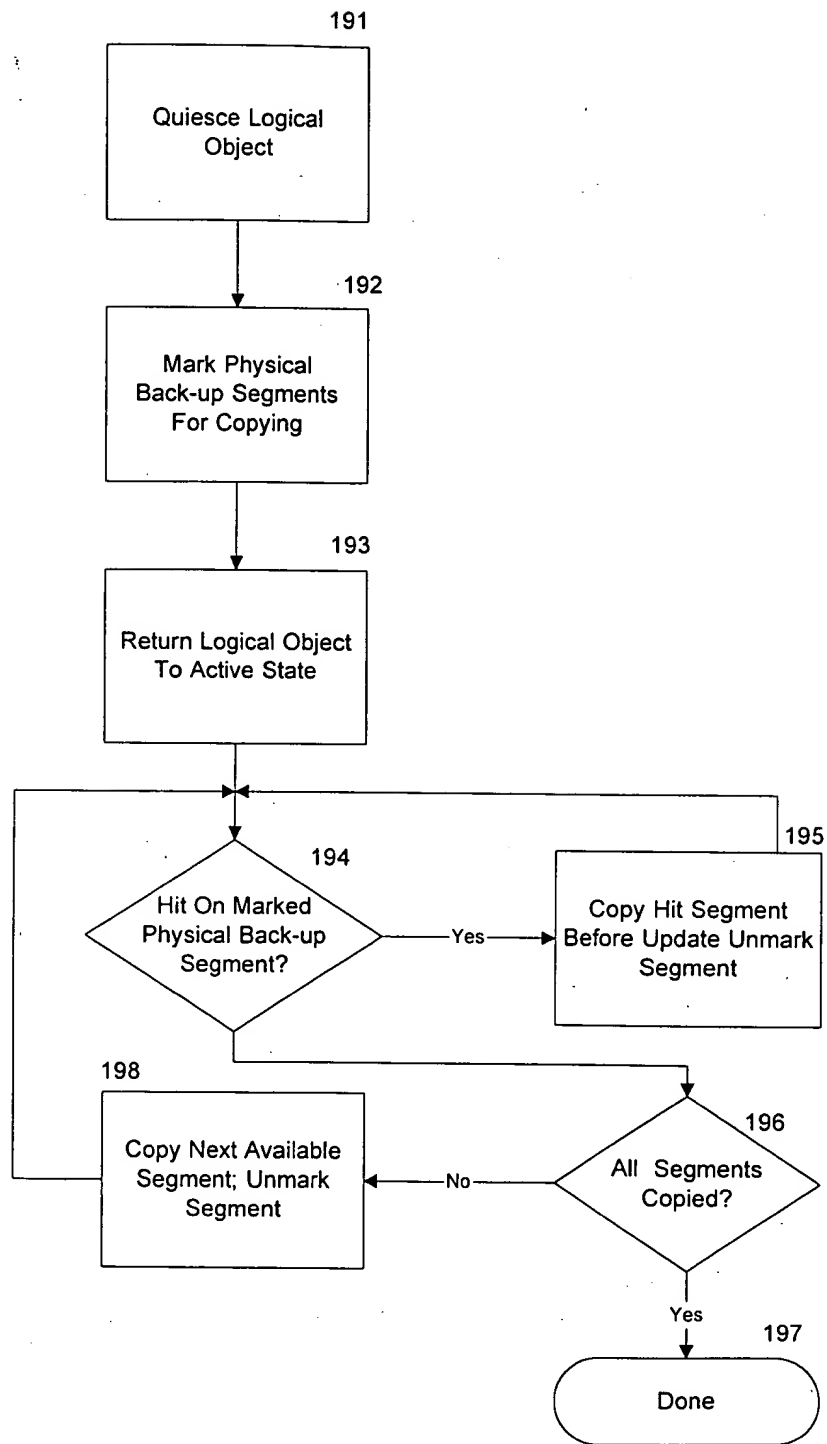 191
Quiesce Logical
Object
192
Mark Physical
Back-up Segments
For Copying
193
Return Logical Object
To Active State
194
Hit On Marked
Physical Back-up
Segment?
Yes
195
Copy Hit Segment
Before Update Unmark
Segment
196
All Segments
Copied?
No
198
Copy Next Available
Segment; Unmark
Segment
Yes
197
Done